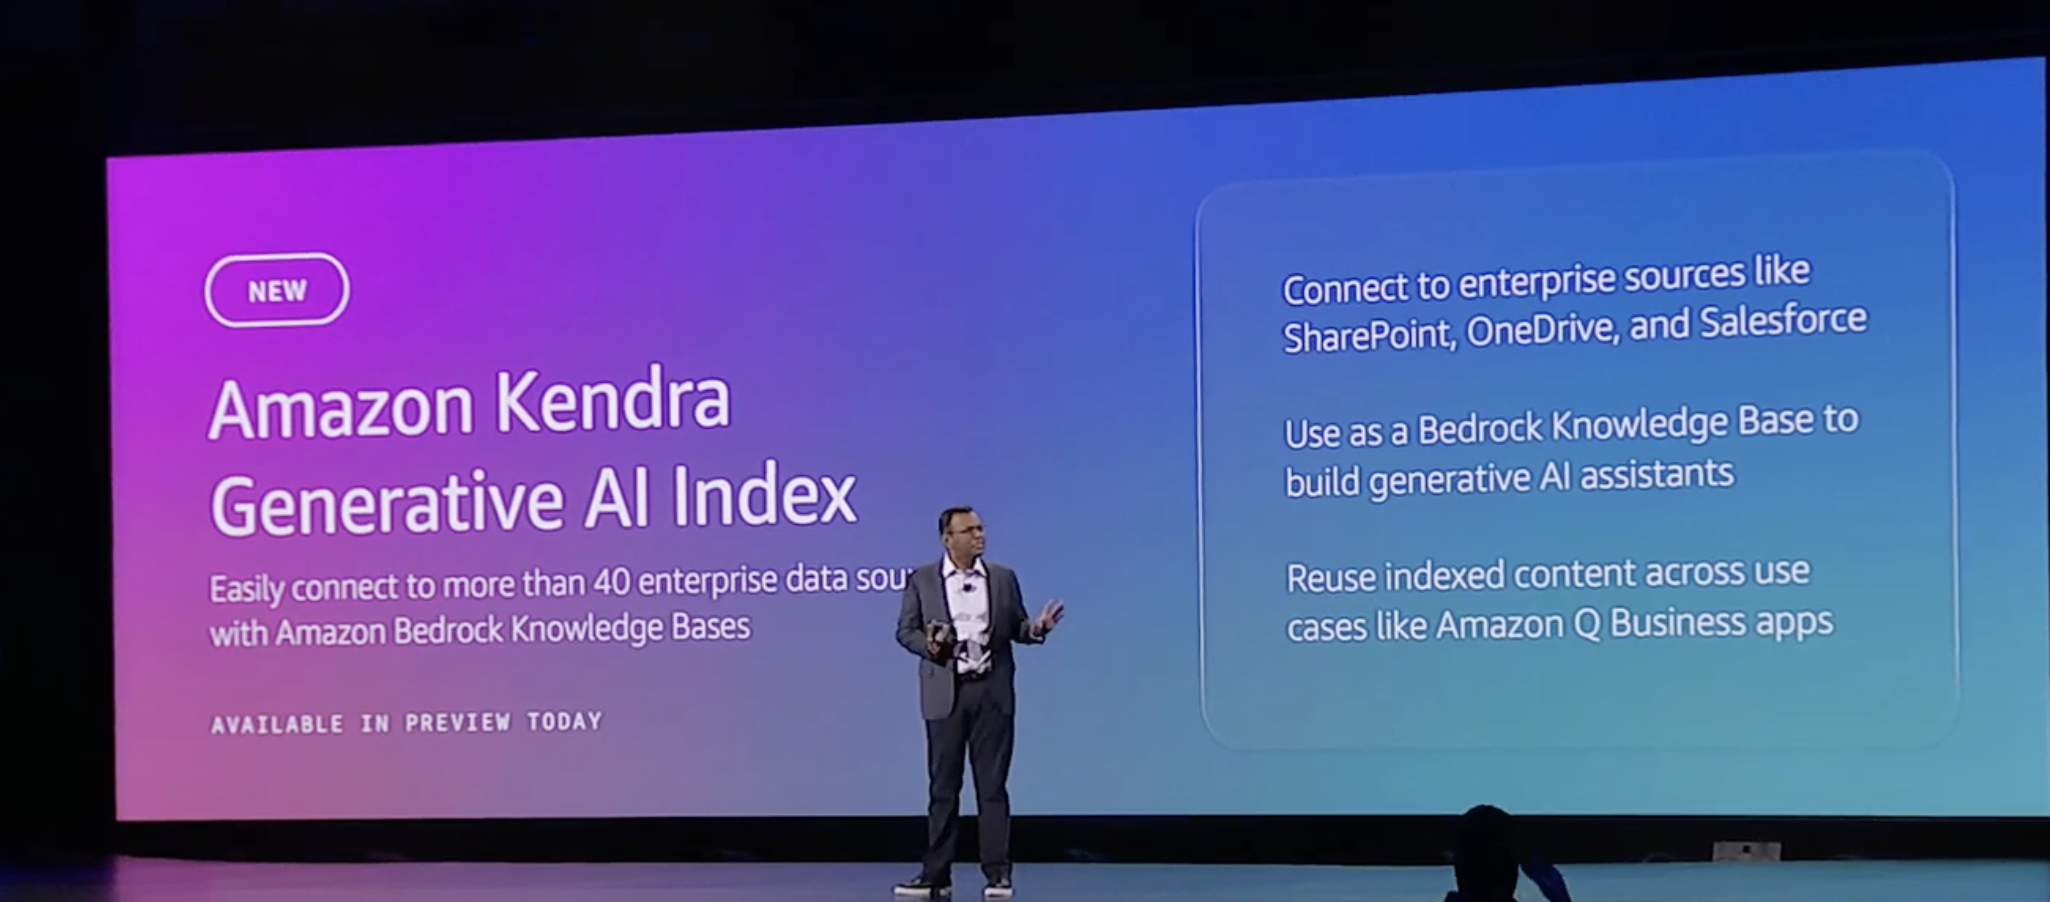 NEW
Amazon Kendra
Generative AI Index
Easily connect to more than 40 enterprise data
with Amazon Bedrock Knowledge Bases
AVAILABLE IN PREVIEW TODAY
Connect to enterprise sources like
SharePoint, OneDrive, and Salesforce
Use as a Bedrock Knowledge Base to
build generative AI assistants
Reuse indexed content across use
cases like Amazon Q Business apps